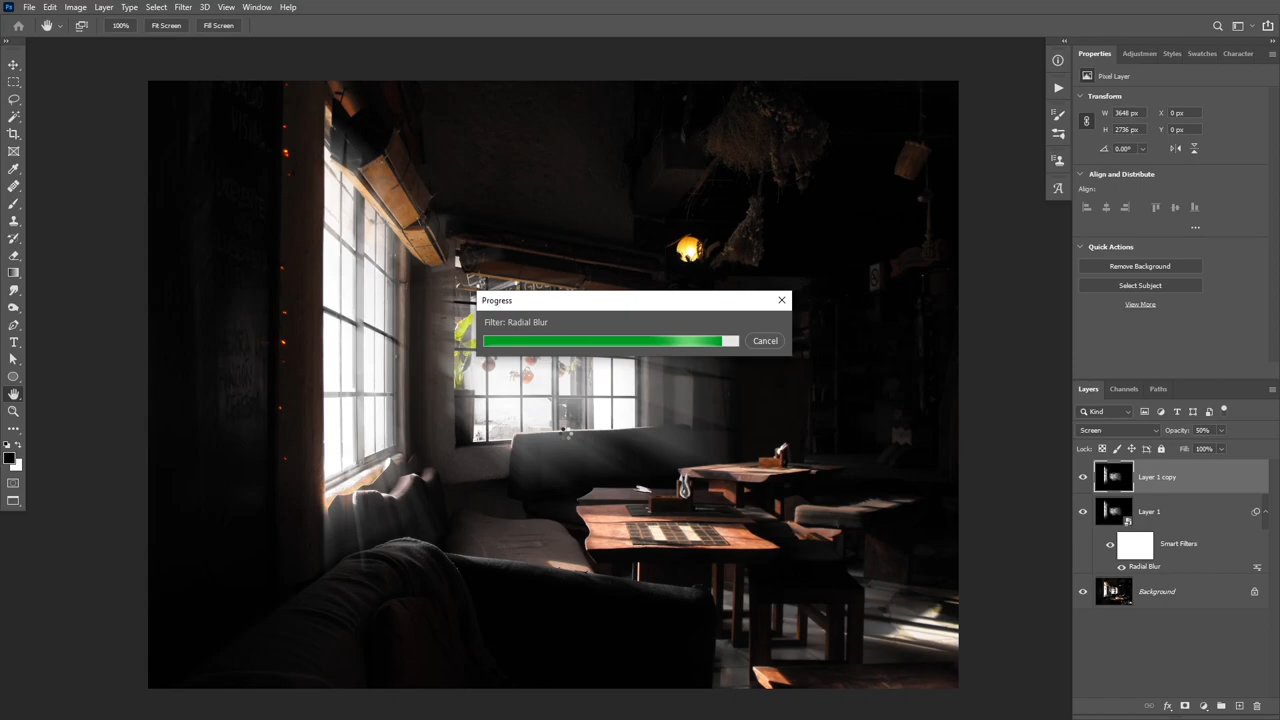 Ps File Edit Image Layer Type Select Filter 3D View Window Help
100% Fit Screen Fill Screen
Properties Adjustmen Styles Swatches Character
Pixel Layer
Transform
W 3648 px X 0 px
H 2736 px Y 0 px
0.00°
Align and Distribute
Align:
Quick Actions
Remove Background
Select Subject
View More
Progress
Filter: Radial Blur
Cancel
Layers Channels Paths
Kind
Screen Opacity: 50%
Lock: Fill: 100%
Layer 1 copy
Layer 1
Smart Filters
Radial Blur
Background